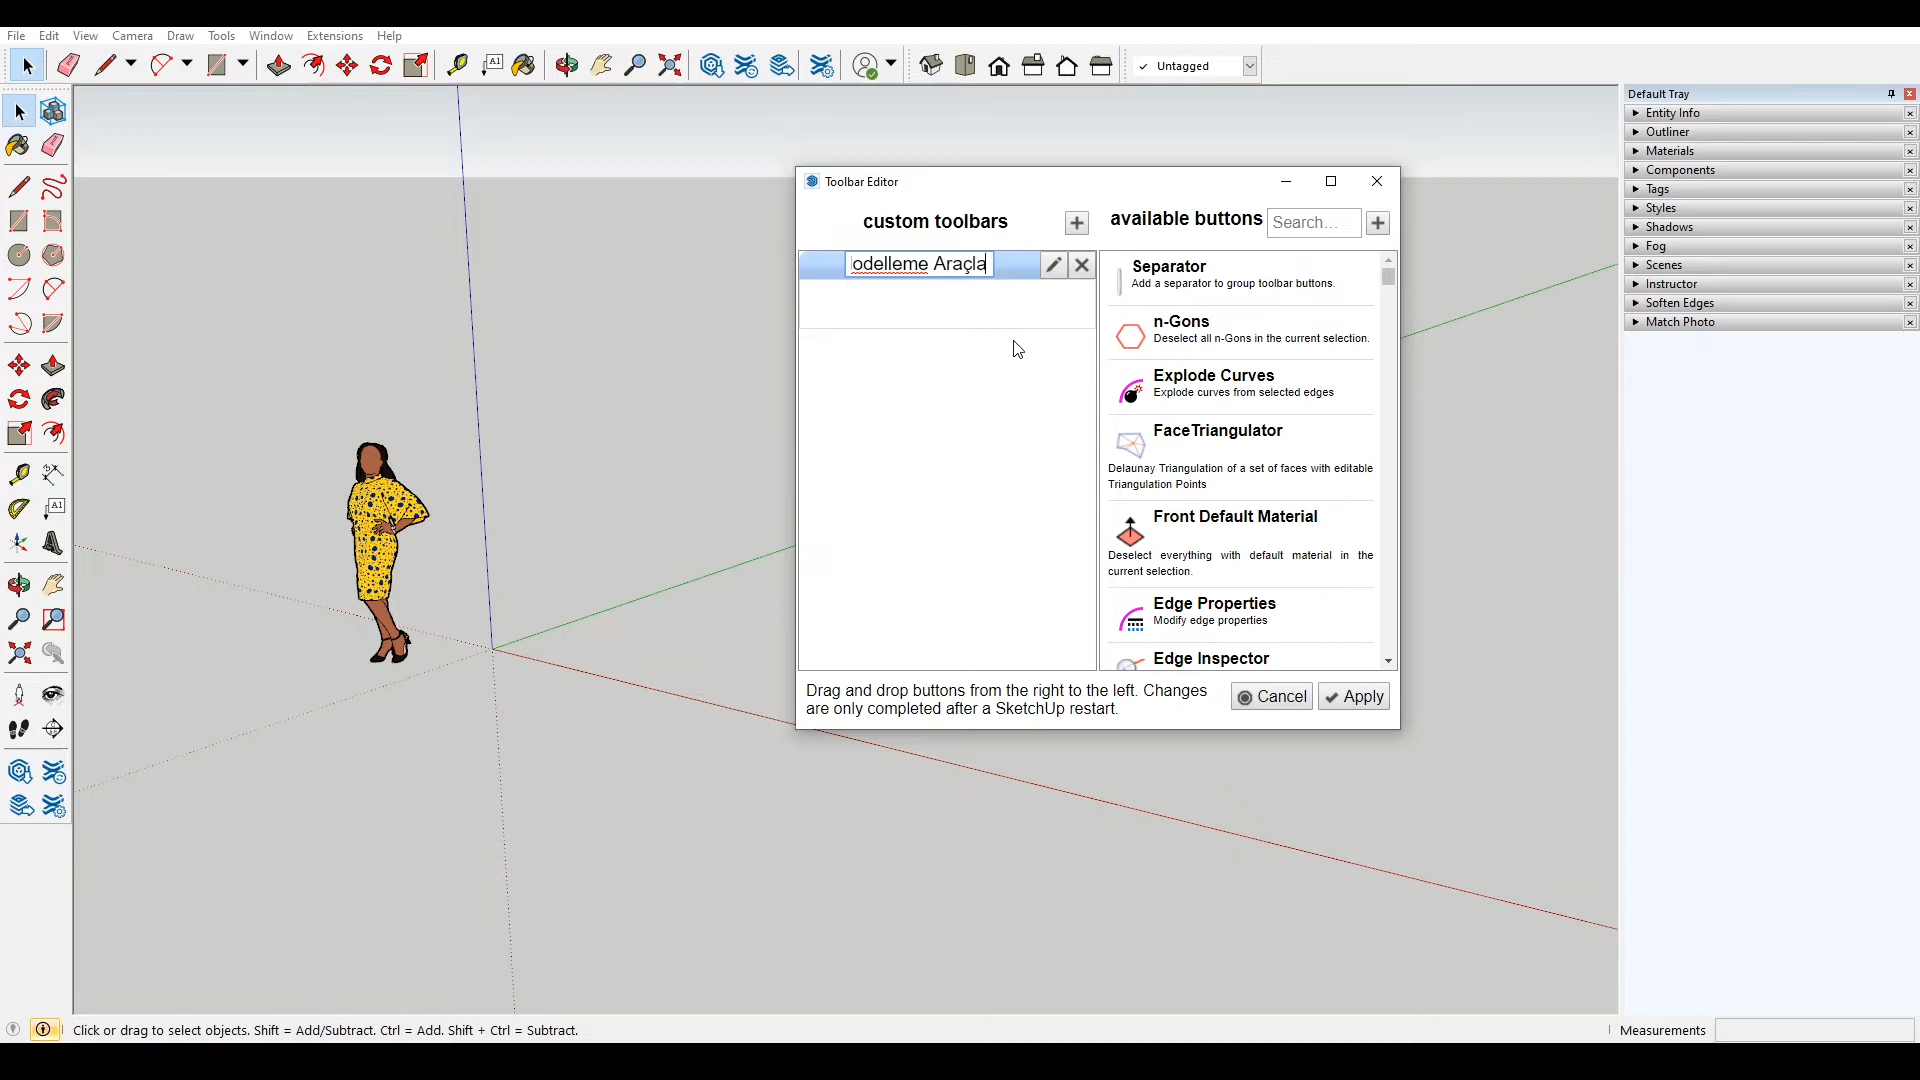 File Edit View Camera Draw Tools Window Extensions Help
A1
Untagged
Default Tray
Entity Info
Outliner
Materials
Components
Tags
Styles
Shadows
Fog
Scenes
Instructor
Soften Edges
Match Photo
A1
Toolbar Editor
custom toolbars
available buttons
Search...
odelleme Araçla
Separator
Add a separator to group toolbar buttons.
n-Gons
Deselect all n-Gons in the current selection.
Explode Curves
Explode curves from selected edges
FaceTriangulator
Delaunay Triangulation of a set of faces with editable
Triangulation Points
Front Default Material
Deselect everything with default material in the
current selection.
Edge Properties
Modify edge properties
Edge Inspector
Drag and drop buttons from the right to the left. Changes
are only completed after a SketchUp restart.
Cancel
Apply
Click or drag to select objects. Shift = Add/Subtract. Ctrl = Add. Shift + Ctrl = Subtract.
Measurements